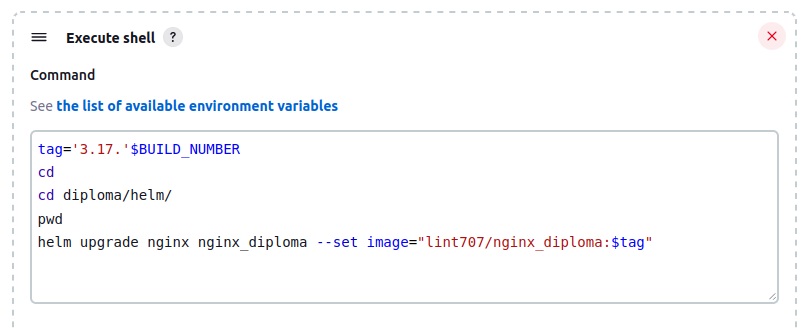 Execute shell ?
Command
See the list of available environment variables
tag='3.17.'$BUILD_NUMBER
cd
cd diploma/helm/
pwd
helm upgrade nginx nginx_diploma --set image="lint707/nginx_diploma:$tag"